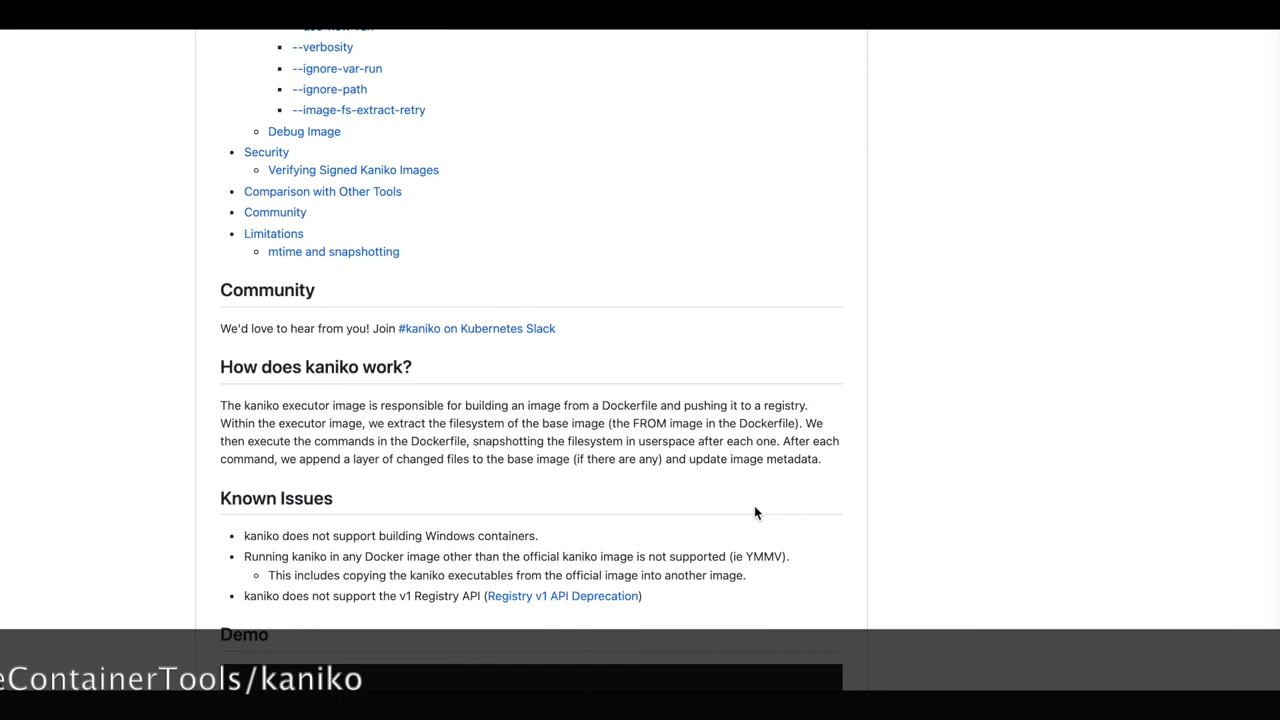 --verbosity
--ignore-var-run
--ignore-path
--image-fs-extract-retry
Debug Image
Security
Verifying Signed Kaniko Images
Comparison with Other Tools
Community
Limitations
mtime and snapshotting
Community
We'd love to hear from you! Join #kaniko on Kubernetes Slack
How does kaniko work?
The kaniko executor image is responsible for building an image from a Dockerfile and pushing it to a registry.
Within the executor image, we extract the filesystem of the base image (the FROM image in the Dockerfile). We
then execute the commands in the Dockerfile, snapshotting the filesystem in userspace after each one. After each
command, we append a layer of changed files to the base image (if there are any) and update image metadata.
Known Issues
kaniko does not support building Windows containers.
Running kaniko in any Docker image other than the official kaniko image is not supported (ie YMMV).
This includes copying the kaniko executables from the official image into another image.
kaniko does not support the v1 Registry API (Registry v1 API Deprecation)
Demo
eContainerTools/kaniko